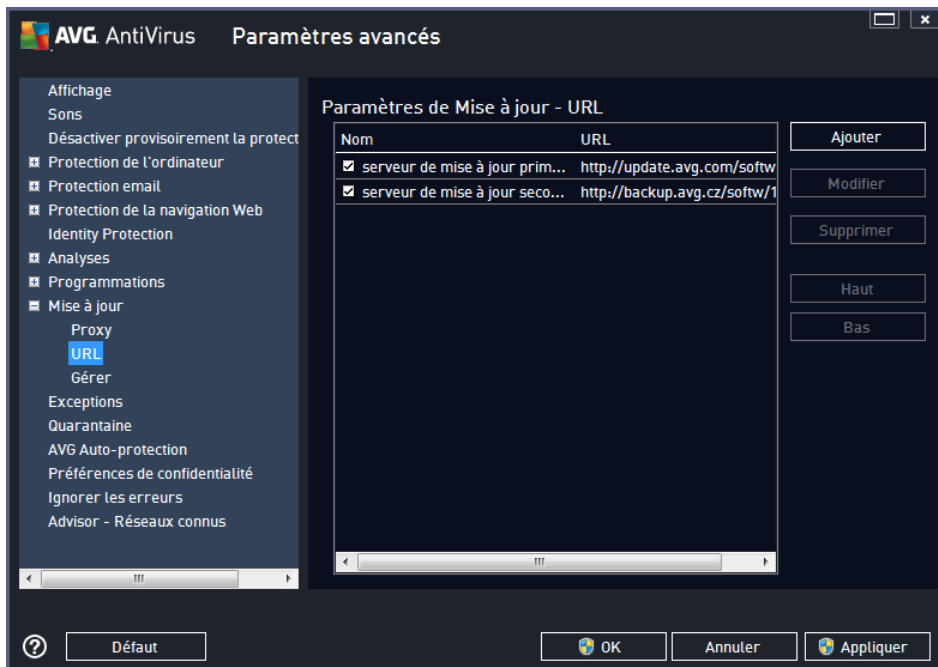 AVG. AntiVirus Paramètres avancés
Affichage
Sons
Désactiver provisoirement la protect
Protection de l'ordinateur
Protection email
Protection de la navigation Web
Identity Protection
Analyses
Programmations
Mise à jour
Proxy
URL
Gérer
Exceptions
Quarantaine
AVG Auto-protection
Préférences de confidentialité
Ignorer les erreurs
Advisor - Réseaux connus
Paramètres de Mise à jour - URL
Nom URL
serveur de mise à jour prim... http://update.avg.com/softw
serveur de mise à jour seco... http://backup.avg.cz/softw/1
Ajouter
Modifier
Supprimer
Haut
Bas
? Défaut OK Annuler Appliquer